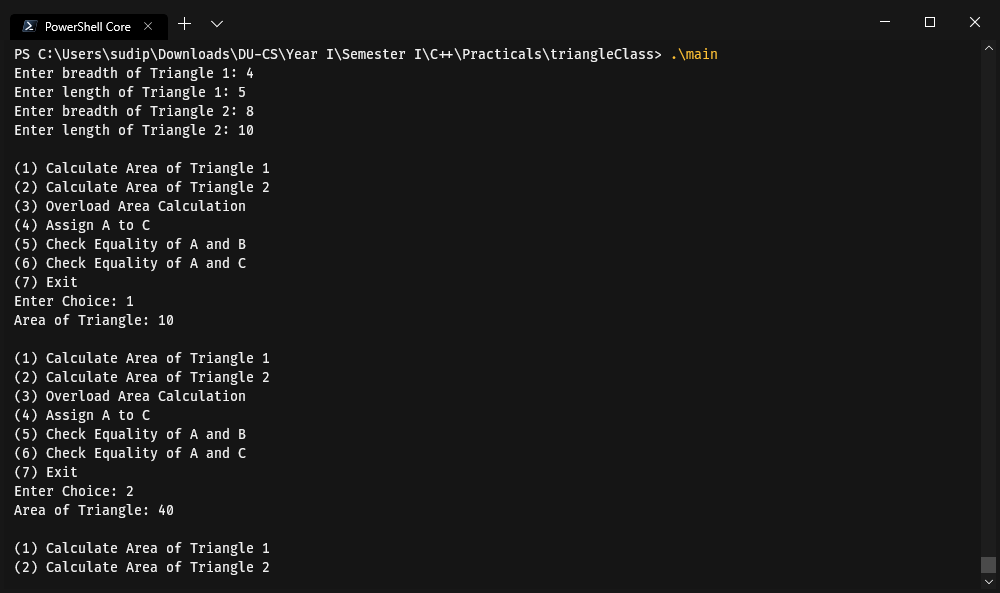 PowerShell Core
PS C:\Users\sudip\Downloads\DU-CS\Year I\Semester I\C++\Practicals\triangleClass> .\main
Enter breadth of Triangle 1: 4
Enter length of Triangle 1: 5
Enter breadth of Triangle 2: 8
Enter length of Triangle 2: 10
(1) Calculate Area of Triangle 1
(2) Calculate Area of Triangle 2
(3) Overload Area Calculation
(4) Assign A to C
(5) Check Equality of A and B
(6) Check Equality of A and C
(7) Exit
Enter Choice: 1
Area of Triangle: 10
(1) Calculate Area of Triangle 1
(2) Calculate Area of Triangle 2
(3) Overload Area Calculation
(4) Assign A to C
(5) Check Equality of A and B
(6) Check Equality of A and C
(7) Exit
Enter Choice: 2
Area of Triangle: 40
(1) Calculate Area of Triangle 1
(2) Calculate Area of Triangle 2